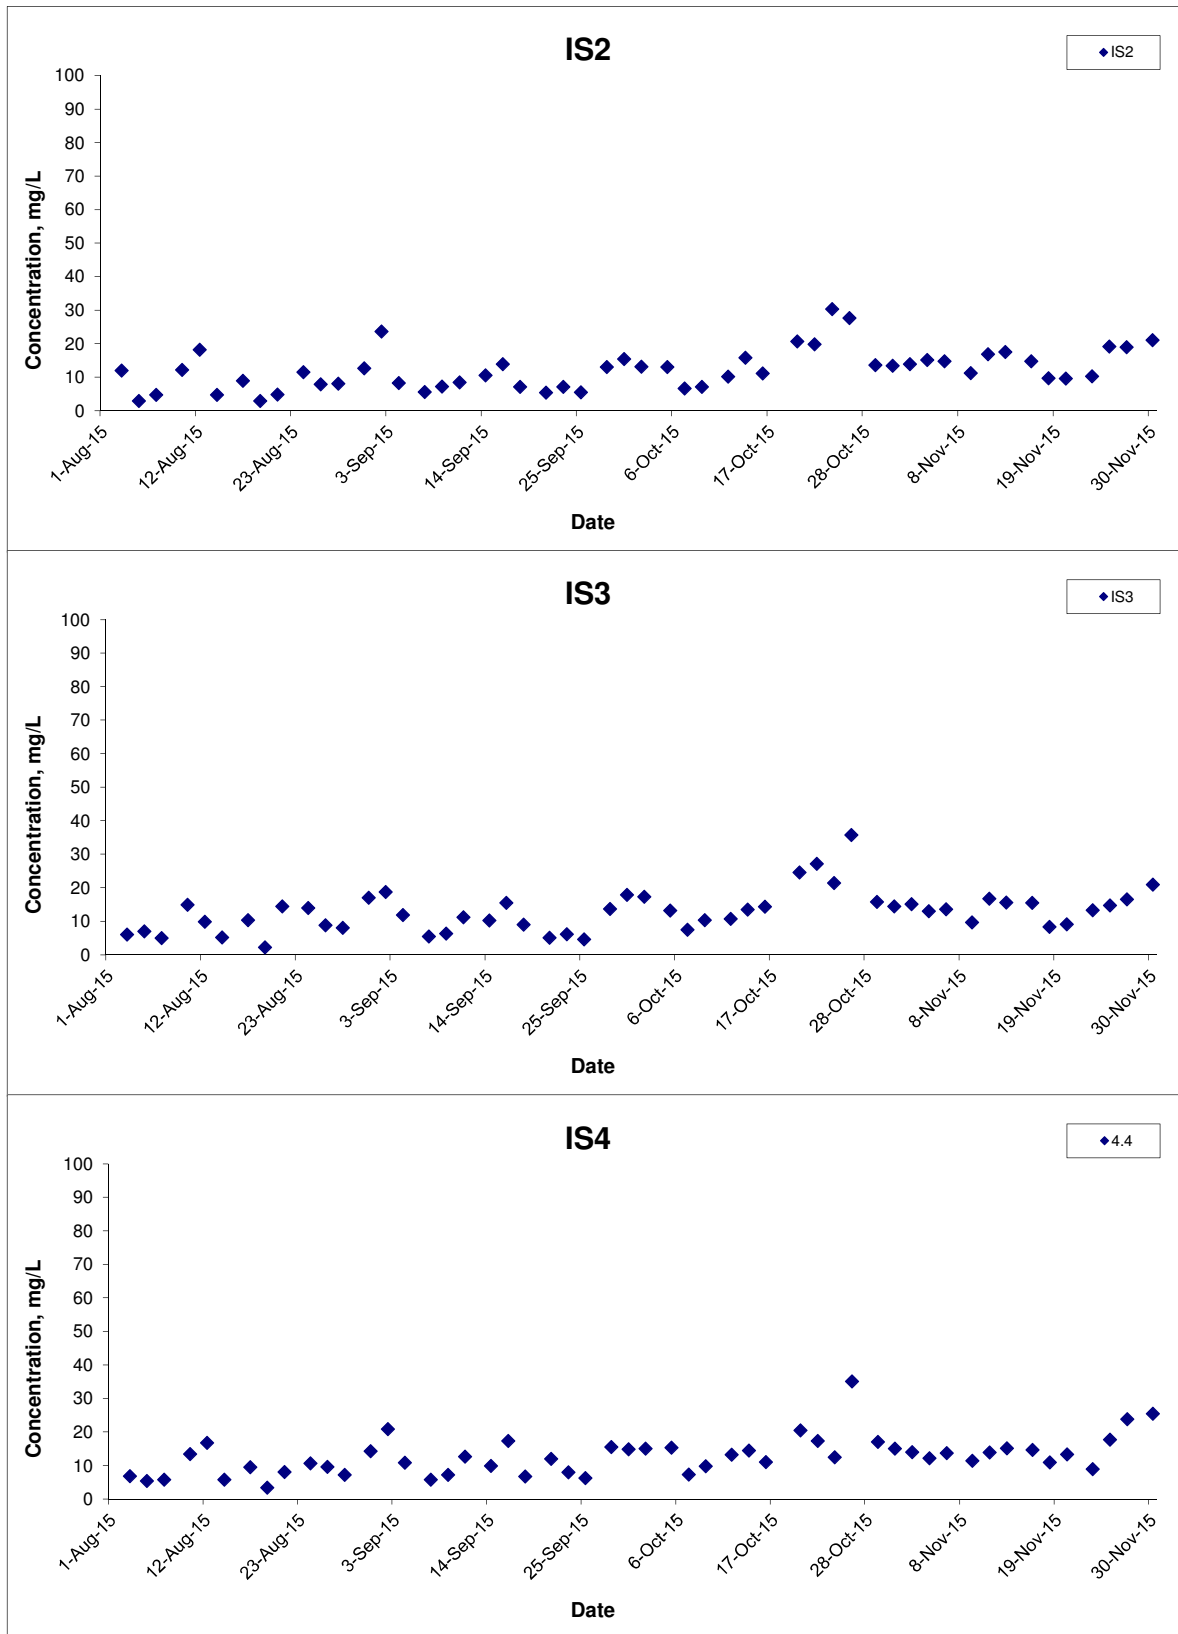 IS2
IS2
100
90
80
70
60
50
40
30
20
10
0
Concentration, mg/L
1-Aug-15
12-Aug-15
23-Aug-15
3-Sep-15
14-Sep-15
25-Sep-15
6-Oct-15
17-Oct-15
28-Oct-15
8-Nov-15
19-Nov-15
30-Nov-15
Date
IS3
IS3
100
90
80
70
60
50
40
30
20
10
0
Concentration, mg/L
1-Aug-15
12-Aug-15
23-Aug-15
3-Sep-15
14-Sep-15
25-Sep-15
6-Oct-15
17-Oct-15
28-Oct-15
8-Nov-15
19-Nov-15
30-Nov-15
Date
IS4
4.4
100
90
80
70
60
50
40
30
20
10
0
Concentration, mg/L
1-Aug-15
12-Aug-15
23-Aug-15
3-Sep-15
14-Sep-15
25-Sep-15
6-Oct-15
17-Oct-15
28-Oct-15
8-Nov-15
19-Nov-15
30-Nov-15
Date